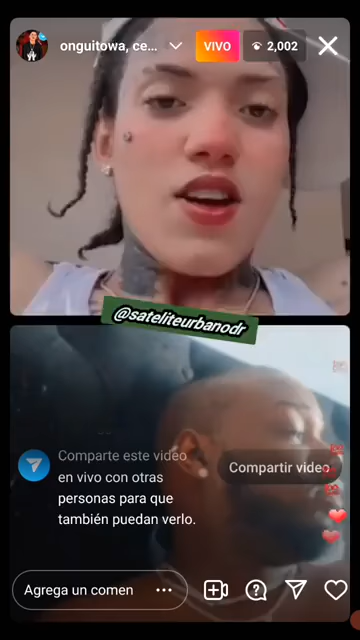 onguitowa, ce...
VIVO
2,002
@sateliteurbanodr
Comparte este video
en vivo con otras
personas para que
también puedan verlo.
Compartir video
Agrega un comen